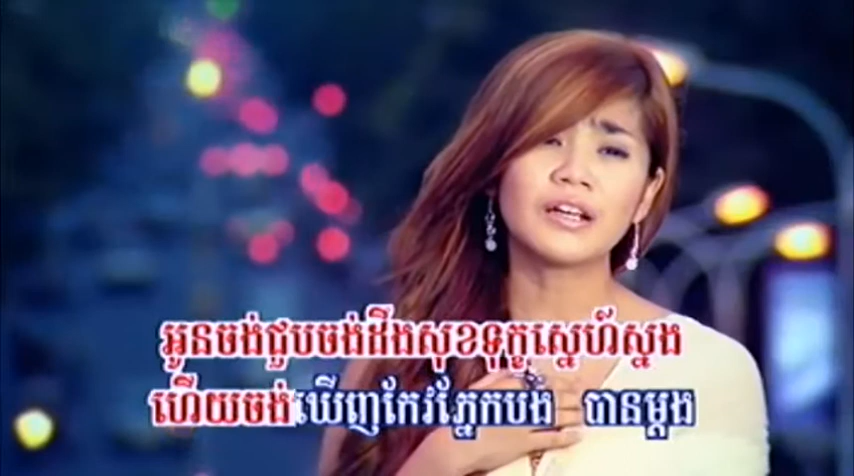 អូនចង់ជួបចង់ដឹងសុខទុក្ខស្នេហ៍ស្នង
ហើយចង់ឃើញកែវភ្នែកបង បានម្ដង